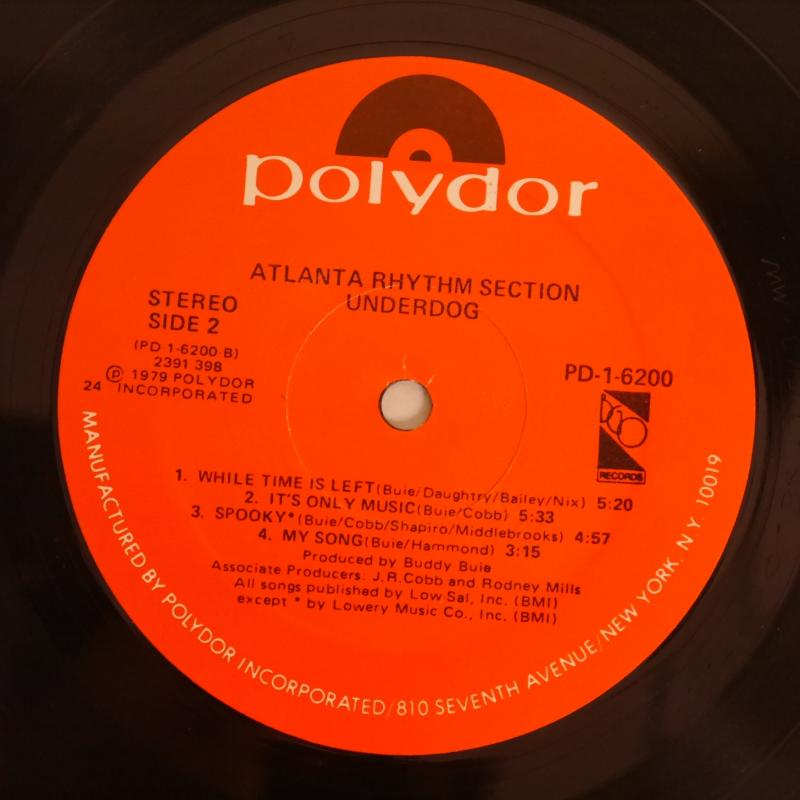 polydor
ATLANTA RHYTHM SECTION
UNDERDOG
STEREO
SIDE 2
(PD-1-6200-B)
2391 398
℗ 1979 POLYDOR
24 INCORPORATED
PD-1-6200
BGO
RECORDS
1. WHILE TIME IS LEFT(Buie/Daughtry/Bailey/Nix) 5:20
2. IT'S ONLY MUSIC(Buie/Cobb) 5:33
3. SPOOKY*(Buie/Cobb/Shapiro/Middlebrooks) 4:57
4. MY SONG(Buie/Hammond) 3:15
Produced by Buddy Buie
Associate Producers: J.R.Cobb and Rodney Mills
All songs published by Low-Sal, Inc. (BMI)
except * by Lowery Music Co., Inc. (BMI)
MANUFACTURED BY POLYDOR INCORPORATED/810 SEVENTH AVENUE/NEW YORK, N.Y. 10019